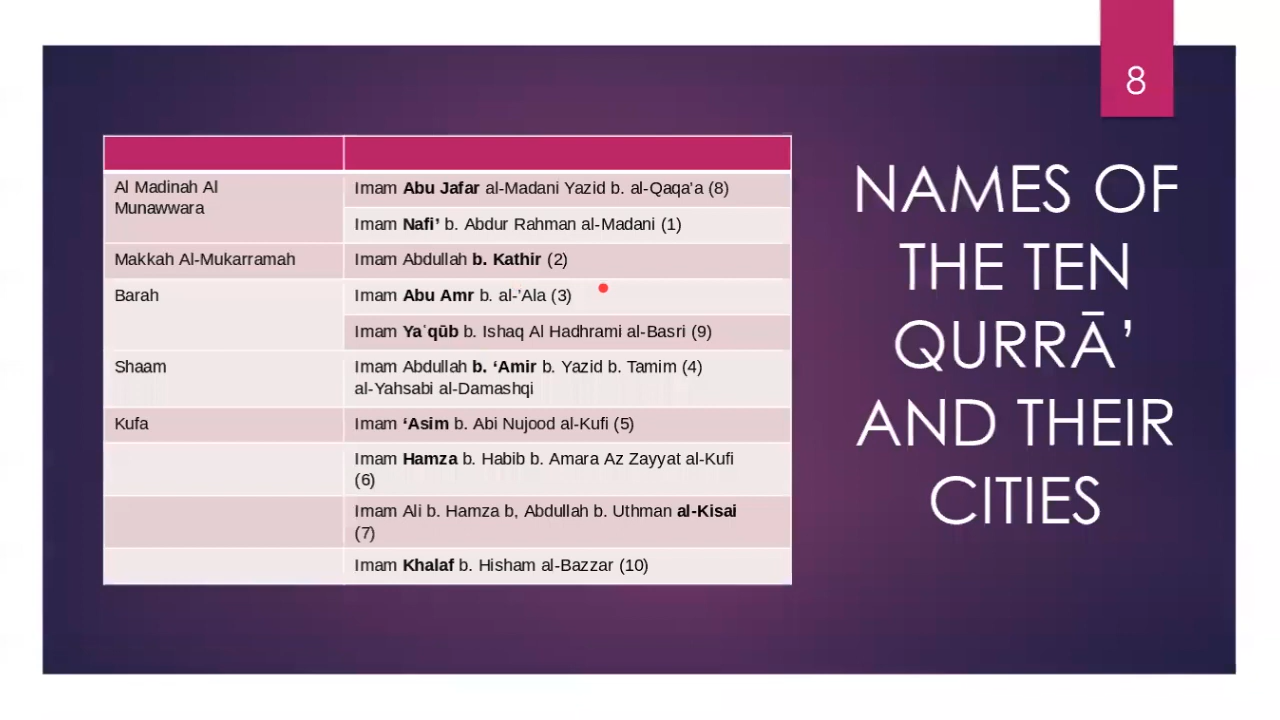 8
NAMES OF
THE TEN
QURRĀ’
AND THEIR
CITIES
Al Madinah Al
Munawwara
Imam Abu Jafar al-Madani Yazid b. al-Qaqa'a (8)
Imam Nafi’ b. Abdur Rahman al-Madani (1)
Makkah Al-Mukarramah
Imam Abdullah b. Kathir (2)
Barah
Imam Abu Amr b. al-'Ala (3)
Imam Yaʿqūb b. Ishaq Al Hadhrami al-Basri (9)
Shaam
Imam Abdullah b. ‘Amir b. Yazid b. Tamim (4)
al-Yahsabi al-Damashqi
Kufa
Imam ‘Asim b. Abi Nujood al-Kufi (5)
Imam Hamza b. Habib b. Amara Az Zayyat al-Kufi
(6)
Imam Ali b. Hamza b, Abdullah b. Uthman al-Kisai
(7)
Imam Khalaf b. Hisham al-Bazzar (10)